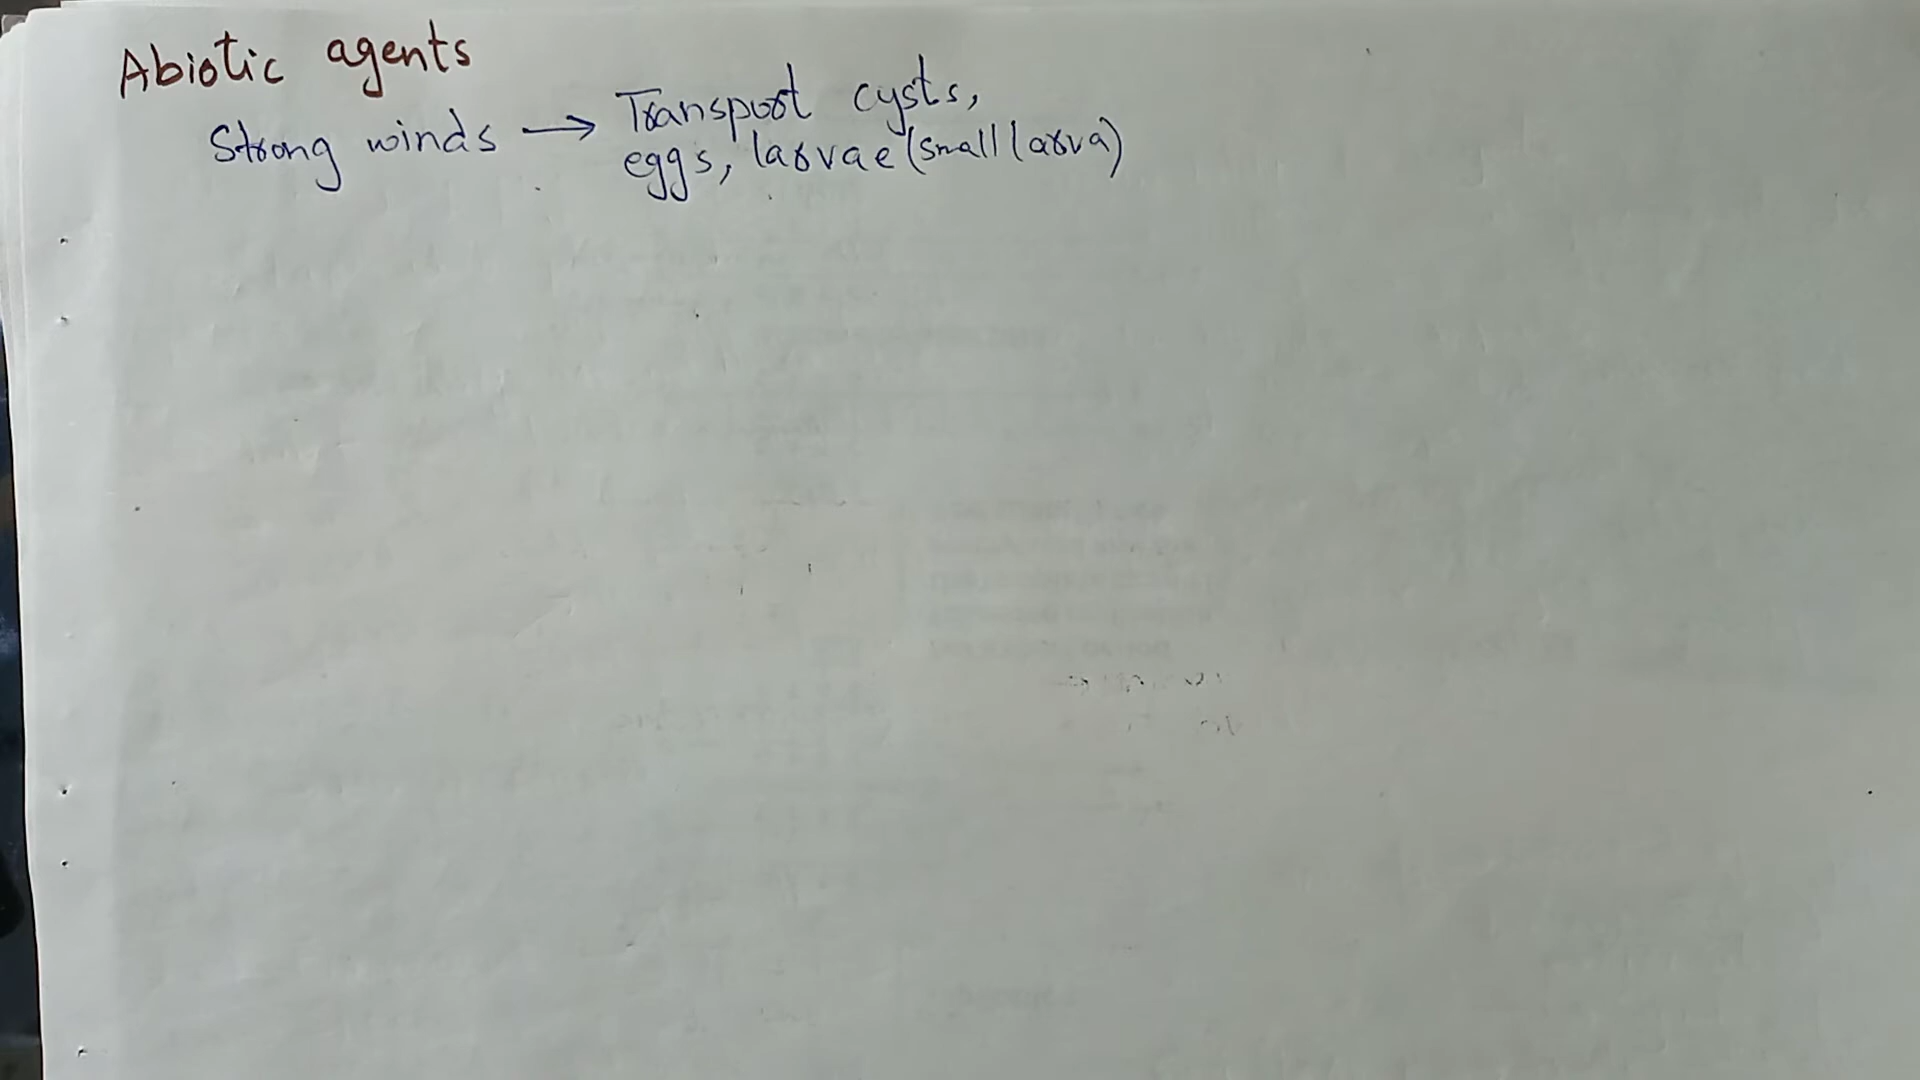 Abiotic agents
Strong winds → Transport cysts,
eggs, larvae (small larva)